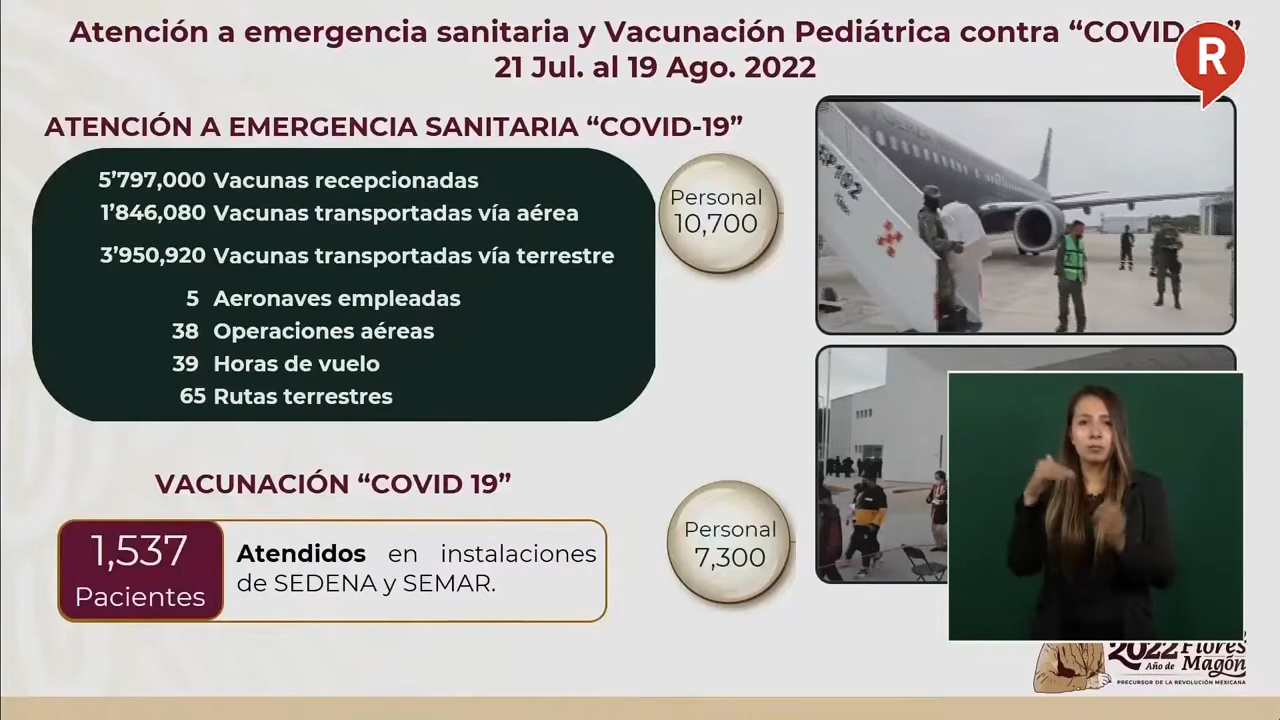 Atención a emergencia sanitaria y Vacunación Pediátrica contra “COVID
21 Jul. al 19 Ago. 2022
R
ATENCIÓN A EMERGENCIA SANITARIA “COVID-19”
5’797,000 Vacunas recepcionadas
1’846,080 Vacunas transportadas vía aérea
3’950,920 Vacunas transportadas vía terrestre
5 Aeronaves empleadas
38 Operaciones aéreas
39 Horas de vuelo
65 Rutas terrestres
Personal
10,700
VACUNACIÓN “COVID 19”
1,537
Pacientes
Atendidos en instalaciones
de SEDENA y SEMAR.
Personal
7,300
2022 Flores
Año de Magón
PRECURSOR DE LA REVOLUCIÓN MEXICANA